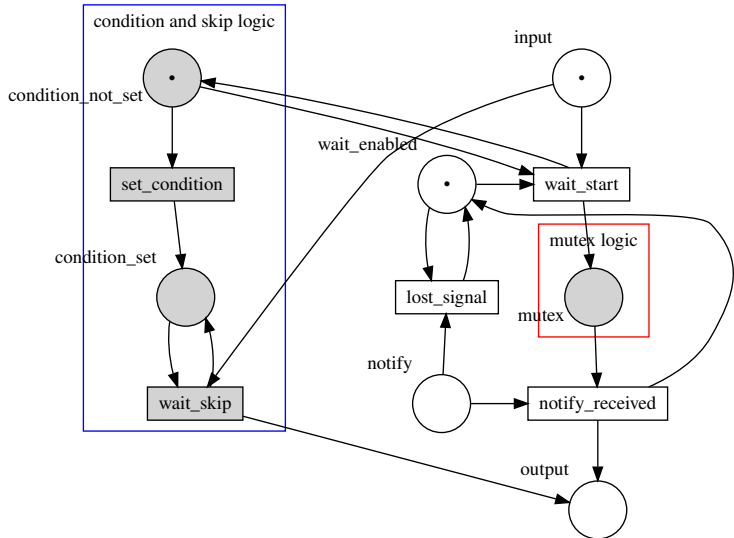 condition and skip logic
input
condition_not_set
wait_enabled
set_condition
wait_start
mutex logic
condition_set
lost_signal
mutex
notify
wait_skip
notify_received
output